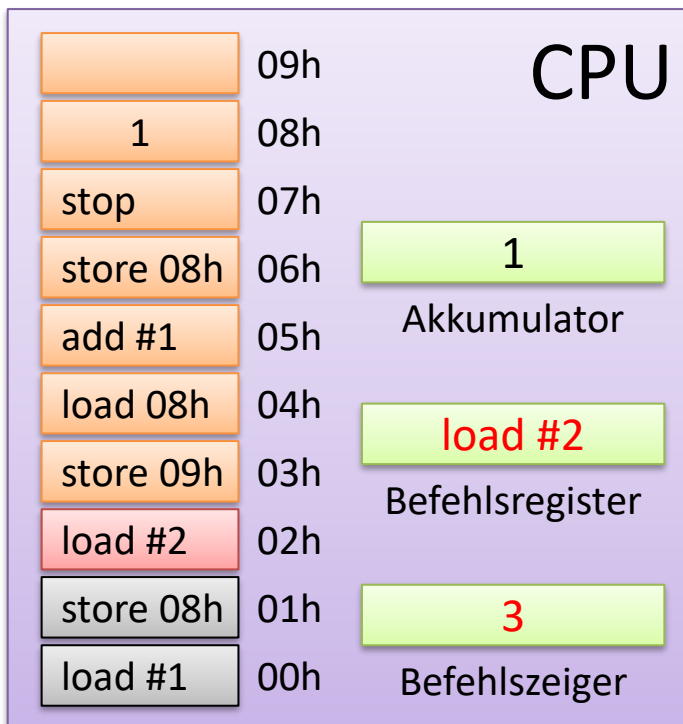 CPU
09h
1 08h
stop 07h
store 08h 06h
add #1 05h
load 08h 04h
store 09h 03h
load #2 02h
store 08h 01h
load #1 00h
1
Akkumulator
load #2
Befehlsregister
3
Befehlszeiger